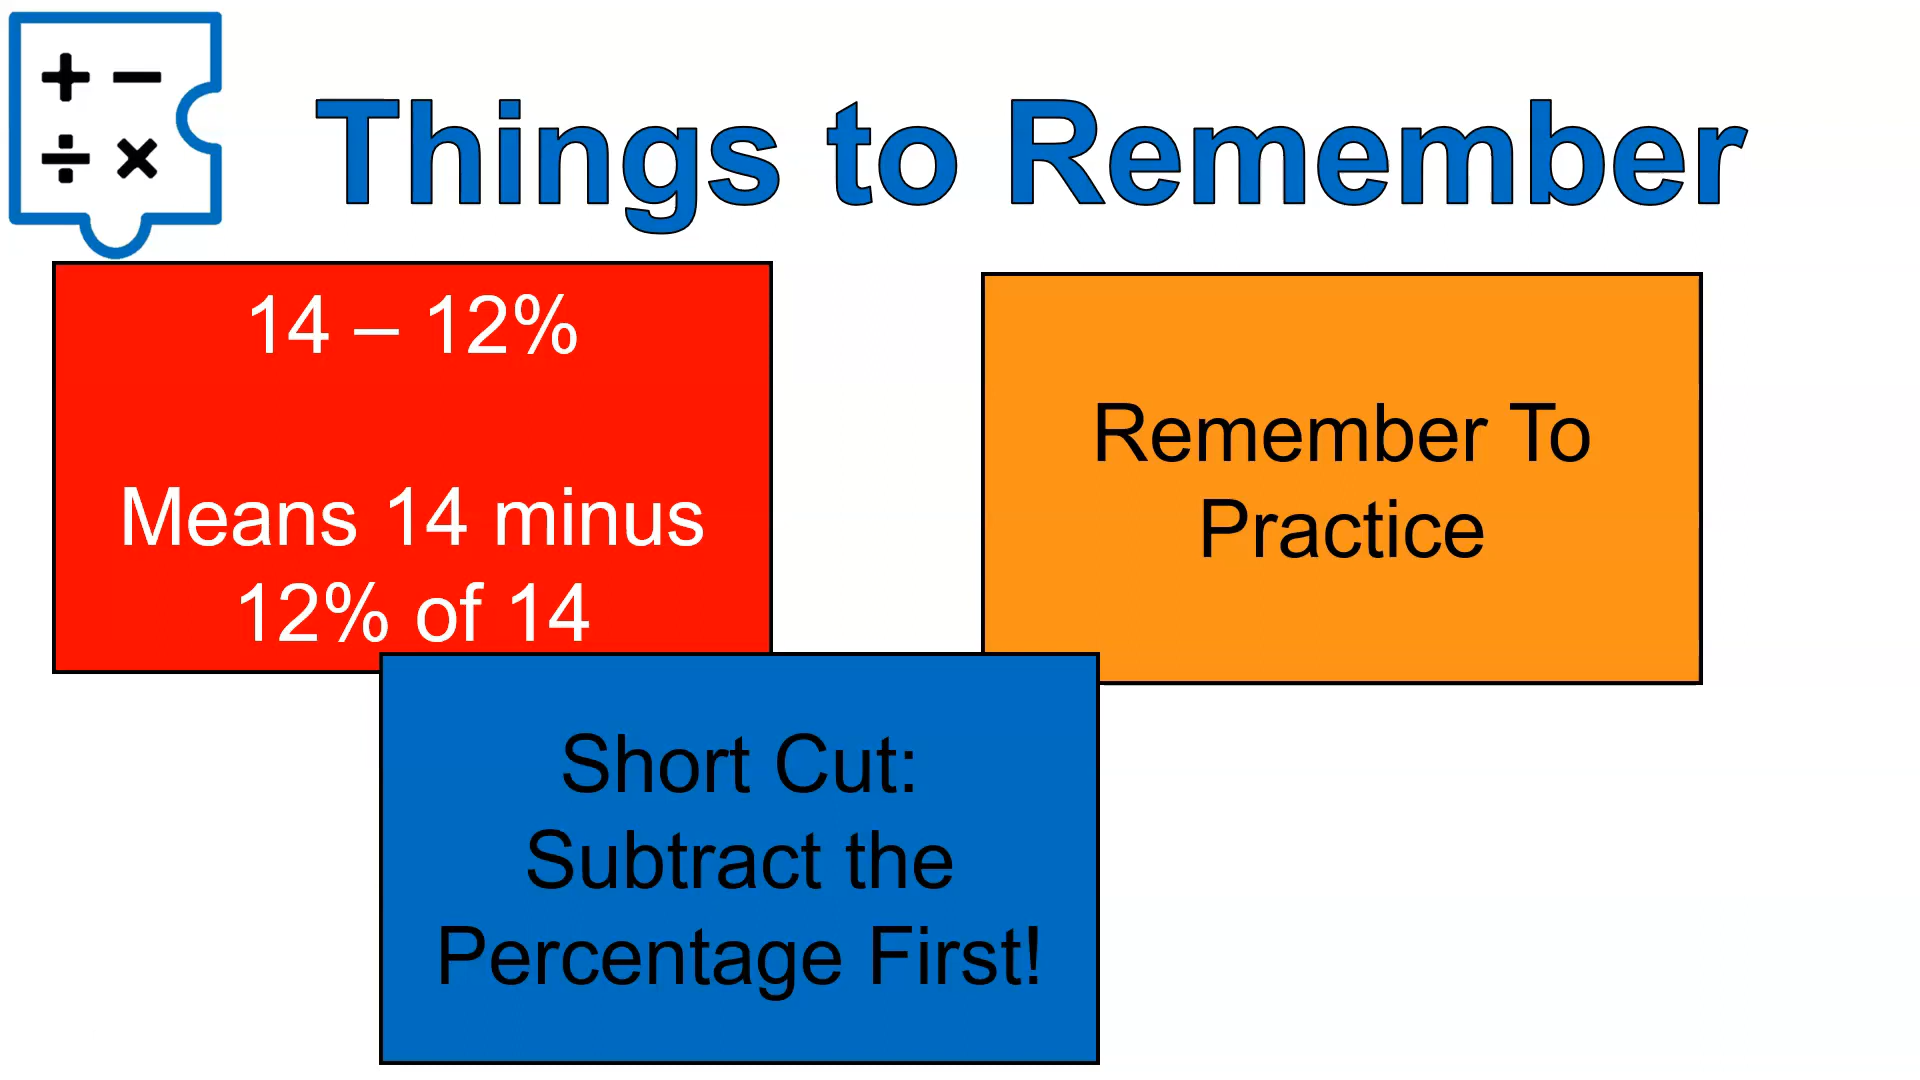 + −
÷ ×
Things to Remember
14 – 12%
Means 14 minus
12% of 14
Remember To
Practice
Short Cut:
Subtract the
Percentage First!